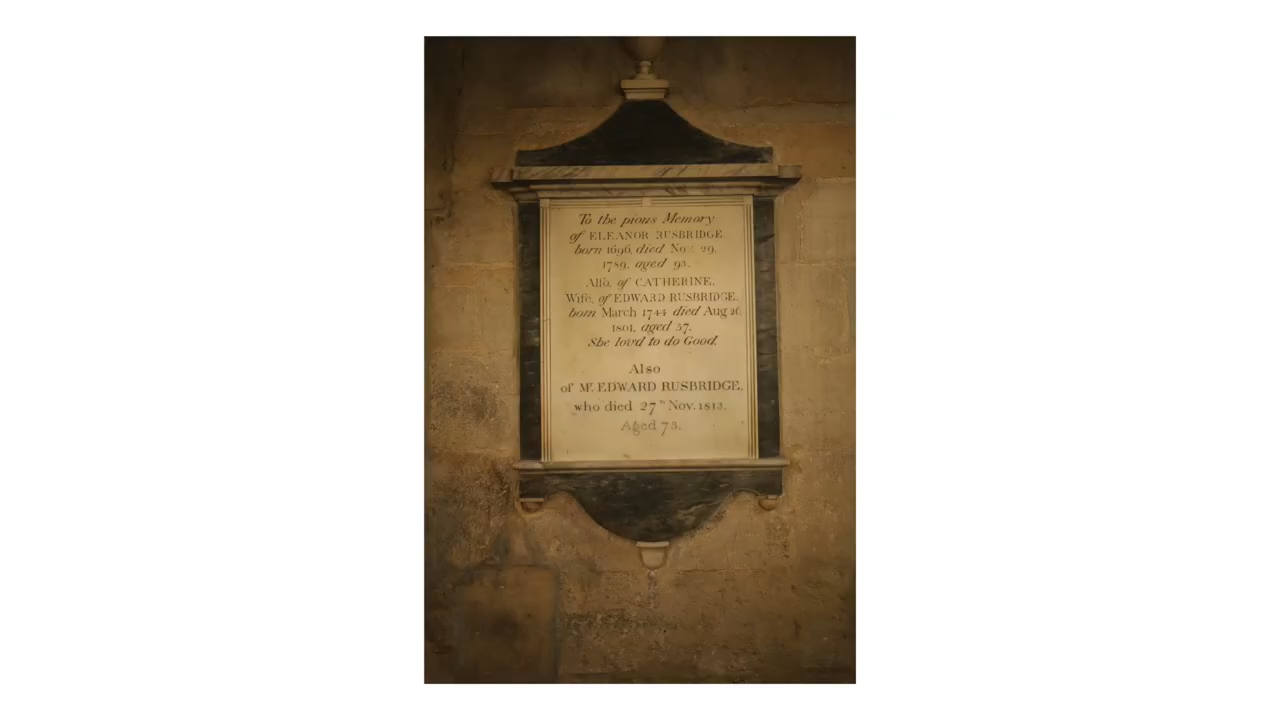 To the pious Memory
of ELEANOR RUSBRIDGE.
born 1696, died Nov. 29,
1789, aged 93.
Alſo, of CATHERINE,
Wife, of EDWARD RUSBRIDGE,
born March 1744 died Aug 26,
1801, aged 57.
She lov'd to do Good.
Also
of Mr. EDWARD RUSBRIDGE,
who died 27th Nov. 1813,
Aged 73.